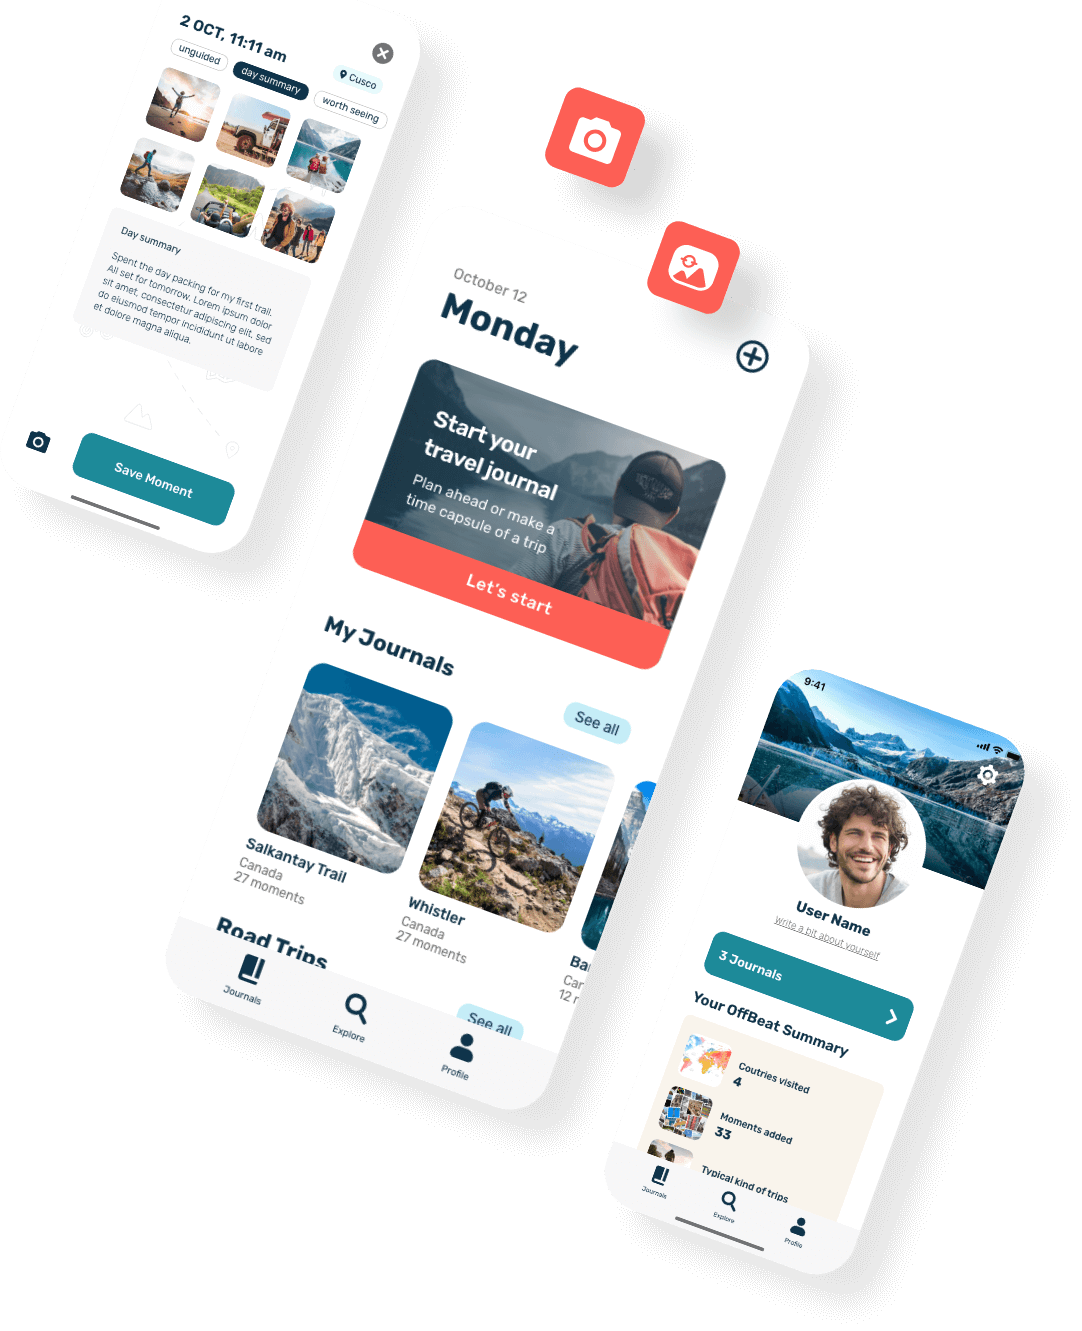 2 OCT, 11:11 am
unguided
day summary
worth seeing
Cusco
Day summary
Spent the day packing for my first trail.
All set for tomorrow. Lorem ipsum dolor
sit amet, consectetur adipiscing elit, sed
do eiusmod tempor incididunt ut labore
et dolore magna aliqua.
Save Moment
October 12
Monday
Start your
travel journal
Plan ahead or make a
time capsule of a trip
Let's start
My Journals
See all
Salkantay Trail
Canada
27 moments
Whistler
Canada
27 moments
Ba
Car
12 r
Road Trips
See all
Journals
Explore
Profile
9:41
User Name
write a bit about yourself
3 Journals
Your OffBeat Summary
Coutries visited
4
Moments added
33
Typical kind of trips
Journals
Explore
Profile